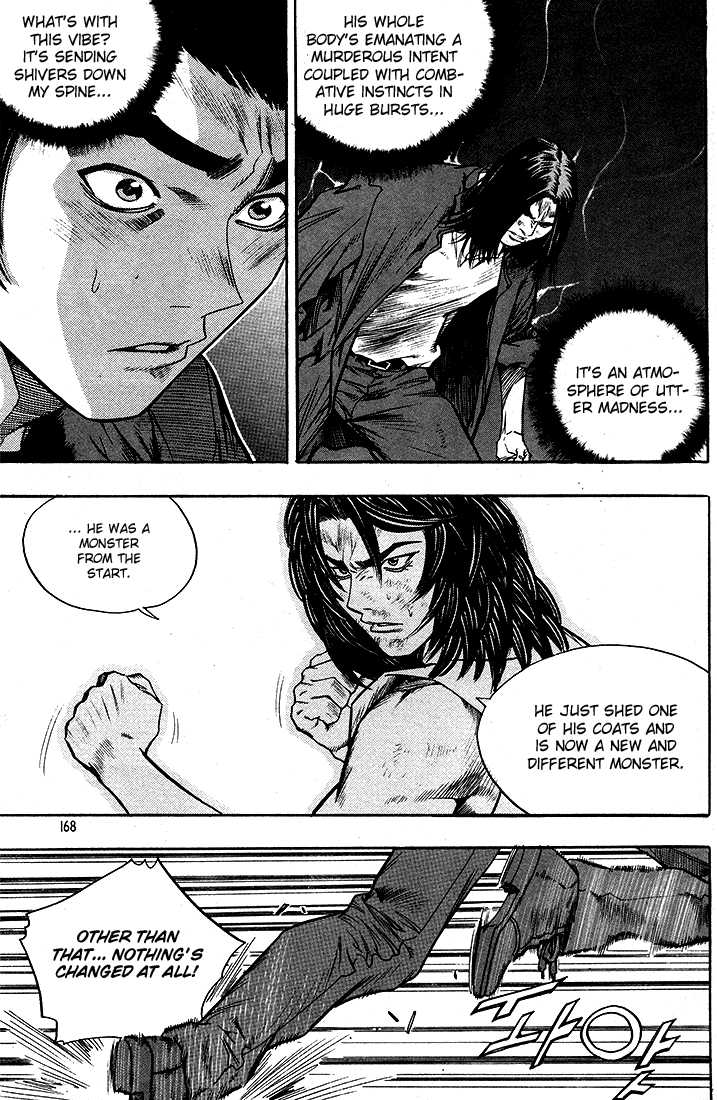 WHAT'S WITH
THIS VIBE?
IT'S SENDING
SHIVERS DOWN
MY SPINE...
HIS WHOLE
BODY'S EMANATING A
MURDEROUS INTENT
COUPLED WITH COMB-
ATIVE INSTINCTS IN
HUGE BURSTS...
IT'S AN ATMO-
SPHERE OF UTT-
ER MADNESS...
... HE WAS A
MONSTER
FROM THE
START.
HE JUST SHED ONE
OF HIS COATS AND
IS NOW A NEW AND
DIFFERENT MONSTER.
168
OTHER THAN
THAT... NOTHING'S
CHANGED AT ALL!